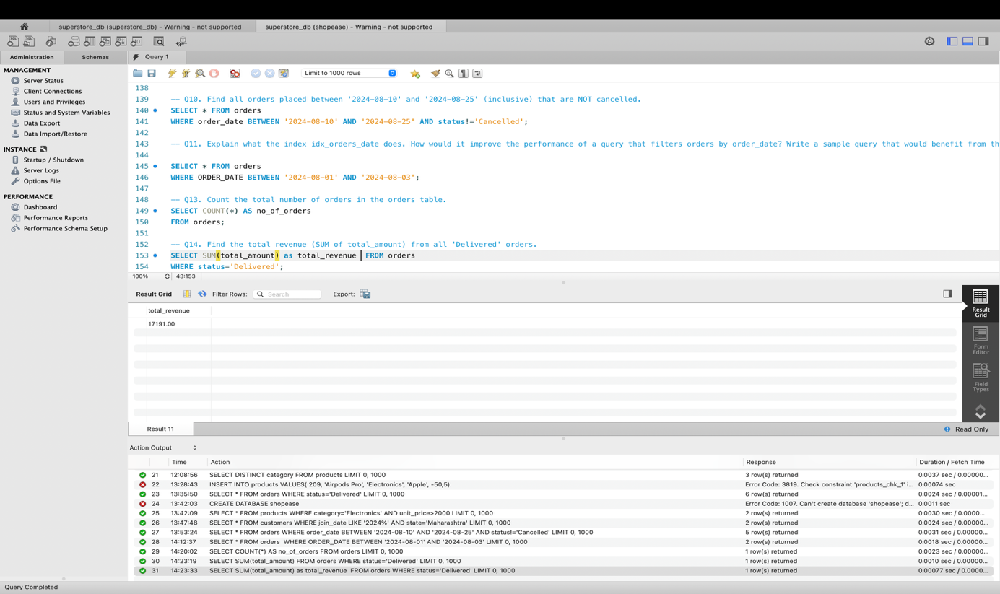 superstore_db (superstore_db) - Warning - not supported
superstore_db (shopease) - Warning - not supported
Administration
Schemas
Query 1
MANAGEMENT
Server Status
Client Connections
Users and Privileges
Status and System Variables
Data Export
Data Import/Restore
INSTANCE
Startup / Shutdown
Server Logs
Options File
PERFORMANCE
Dashboard
Performance Reports
Performance Schema Setup
Limit to 1000 rows
138
139 -- Q10. Find all orders placed between '2024-08-10' and '2024-08-25' (inclusive) that are NOT cancelled.
140 SELECT * FROM orders
141 WHERE order_date BETWEEN '2024-08-10' AND '2024-08-25' AND status!='Cancelled';
142
143 -- Q11. Explain what the index idx_orders_date does. How would it improve the performance of a query that filters orders by order_date? Write a sample query that would benefit from th
144
145 SELECT * FROM orders
146 WHERE ORDER_DATE BETWEEN '2024-08-01' AND '2024-08-03';
147
148 -- Q13. Count the total number of orders in the orders table.
149 SELECT COUNT(*) AS no_of_orders
150 FROM orders;
151
152 -- Q14. Find the total revenue (SUM of total_amount) from all 'Delivered' orders.
153 SELECT SUM(total_amount) as total_revenue FROM orders
154 WHERE status='Delivered';
100% 43:153
Result Grid Filter Rows: Search Export:
total_revenue
17191.00
Result Grid
Form Editor
Field Types
Result 11
Read Only
Action Output
Time Action Response Duration / Fetch Time
21 12:08:56 SELECT DISTINCT category FROM products LIMIT 0, 1000 3 row(s) returned 0.0037 sec / 0.00000...
22 13:28:43 INSERT INTO products VALUES( 209, 'Airpods Pro', 'Electronics', 'Apple', -50,5) Error Code: 3819. Check constraint 'products_chk_1' i... 0.00074 sec
23 13:35:50 SELECT * FROM orders WHERE status='Delivered' LIMIT 0, 1000 6 row(s) returned 0.0024 sec / 0.00001...
24 13:42:03 CREATE DATABASE shopease Error Code: 1007. Can't create database 'shopease'; d... 0.0011 sec
25 13:42:09 SELECT * FROM products WHERE category='Electronics' AND unit_price>2000 LIMIT 0, 1000 2 row(s) returned 0.0030 sec / 0.0000...
26 13:47:48 SELECT * FROM customers WHERE join_date LIKE '2024%' AND state='Maharashtra' LIMIT 0, 1000 2 row(s) returned 0.0024 sec / 0.0000...
27 13:53:24 SELECT * FROM orders WHERE order_date BETWEEN '2024-08-10' AND '2024-08-25' AND status!='Cancelled' LIMIT 0, 1000 5 row(s) returned 0.0031 sec / 0.00000...
28 14:12:37 SELECT * FROM orders WHERE ORDER_DATE BETWEEN '2024-08-01' AND '2024-08-03' LIMIT 0, 1000 2 row(s) returned 0.0018 sec / 0.00000...
29 14:20:02 SELECT COUNT(*) AS no_of_orders FROM orders LIMIT 0, 1000 1 row(s) returned 0.0023 sec / 0.0000...
30 14:23:19 SELECT SUM(total_amount) FROM orders WHERE status='Delivered' LIMIT 0, 1000 1 row(s) returned 0.0010 sec / 0.00000...
31 14:23:33 SELECT SUM(total_amount) as total_revenue FROM orders WHERE status='Delivered' LIMIT 0, 1000 1 row(s) returned 0.00077 sec / 0.0000...
Query Completed